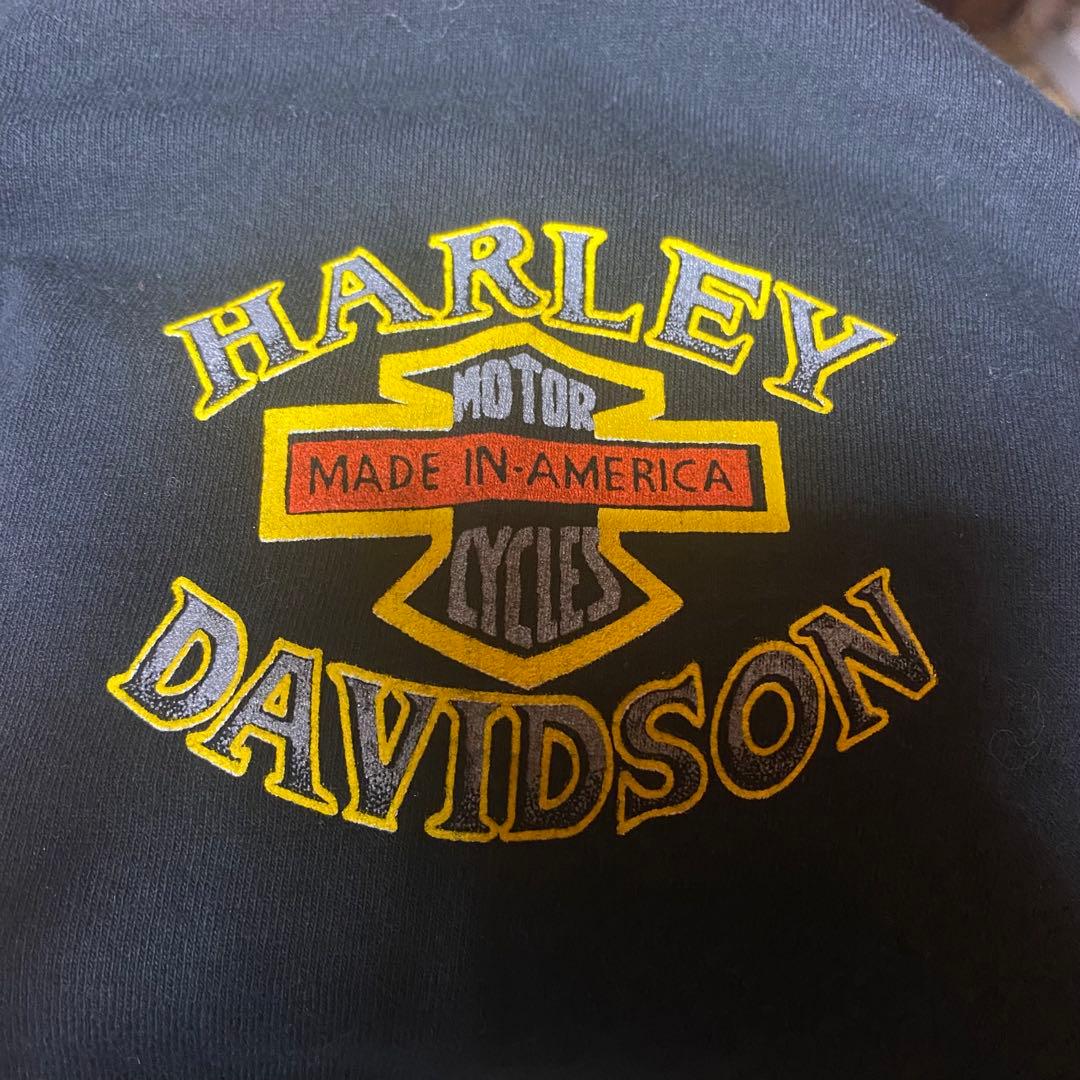 HARLEY
MOTOR
MADE IN-AMERICA
CYCLES
DAVIDSON